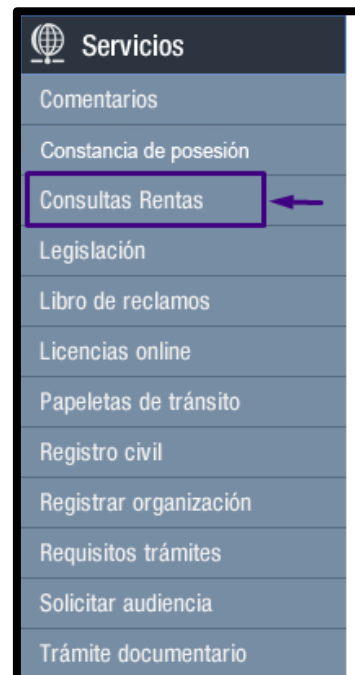 Servicios
Comentarios
Constancia de posesión
Consultas Rentas
Legislación
Libro de reclamos
Licencias online
Papeletas de tránsito
Registro civil
Registrar organización
Requisitos trámites
Solicitar audiencia
Trámite documentario